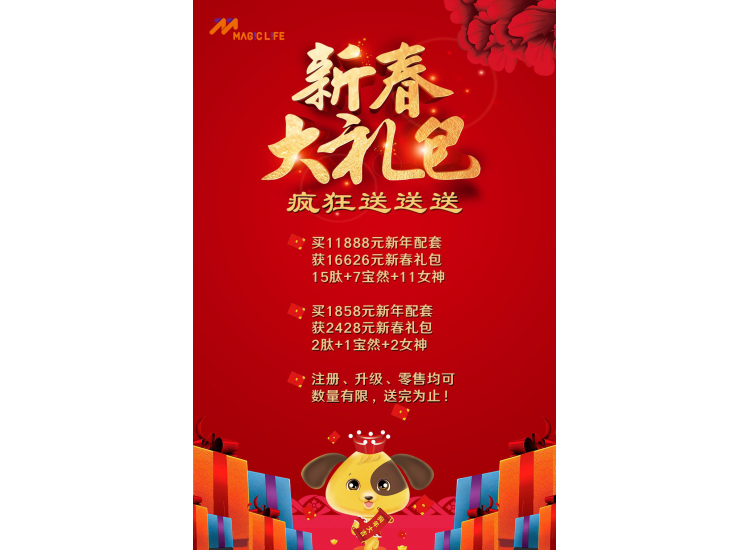 MAGIC LIFE
新春
大礼包
疯狂送送送
买11888元新年配套
获16626元新春礼包
15肽+7宝然+11女神
买1858元新年配套
获2428元新春礼包
2肽+1宝然+2女神
注册、升级、零售均可
数量有限，送完为止！